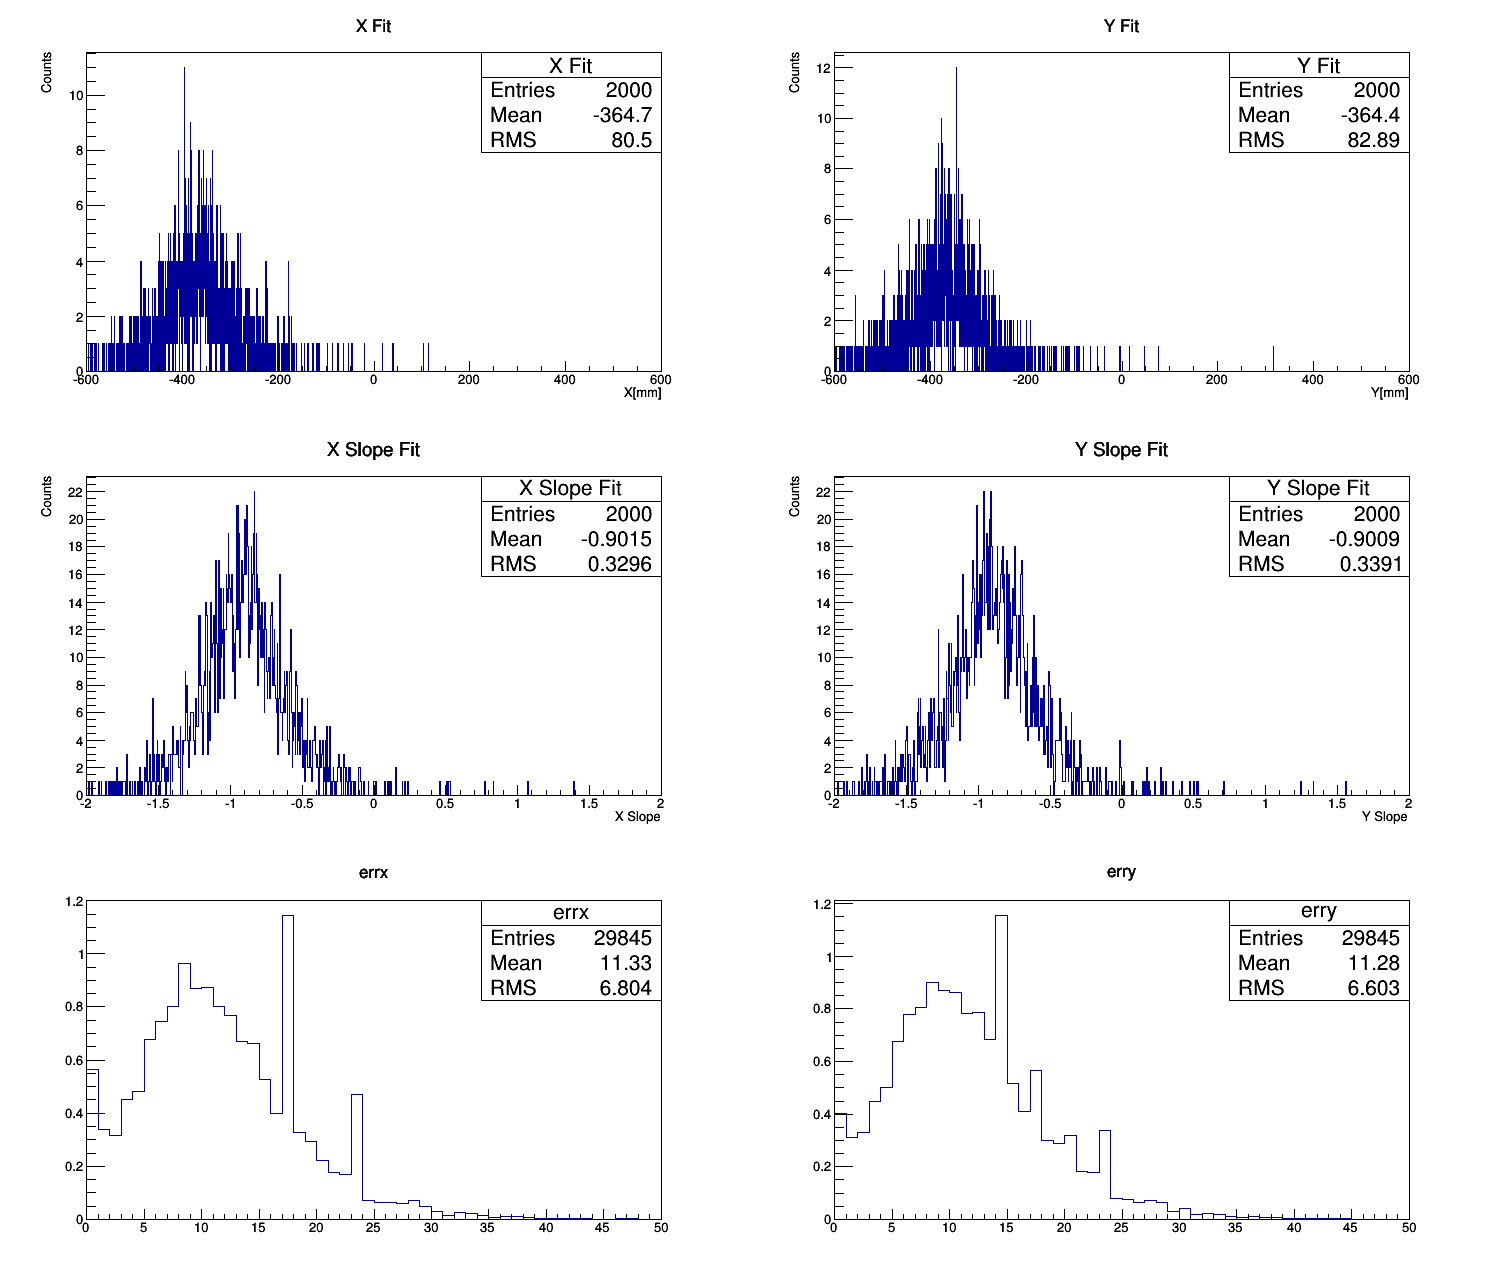 X Fit
Counts
X Fit
Entries 2000
Mean -364.7
RMS 80.5
10
8
6
4
2
0
-600 -400 -200 0 200 400 600
X[mm]
Y Fit
Counts
Y Fit
Entries 2000
Mean -364.4
RMS 82.89
12
10
8
6
4
2
0
-600 -400 -200 0 200 400 600
Y[mm]
X Slope Fit
Counts
X Slope Fit
Entries 2000
Mean -0.9015
RMS 0.3296
22
20
18
16
14
12
10
8
6
4
2
0
-2 -1.5 -1 -0.5 0 0.5 1 1.5 2
X Slope
Y Slope Fit
Counts
Y Slope Fit
Entries 2000
Mean -0.9009
RMS 0.3391
22
20
18
16
14
12
10
8
6
4
2
0
-2 -1.5 -1 -0.5 0 0.5 1 1.5 2
Y Slope
errx
errx
Entries 29845
Mean 11.33
RMS 6.804
1.2
1
0.8
0.6
0.4
0.2
0
0 5 10 15 20 25 30 35 40 45 50
erry
erry
Entries 29845
Mean 11.28
RMS 6.603
1.2
1
0.8
0.6
0.4
0.2
0
0 5 10 15 20 25 30 35 40 45 50